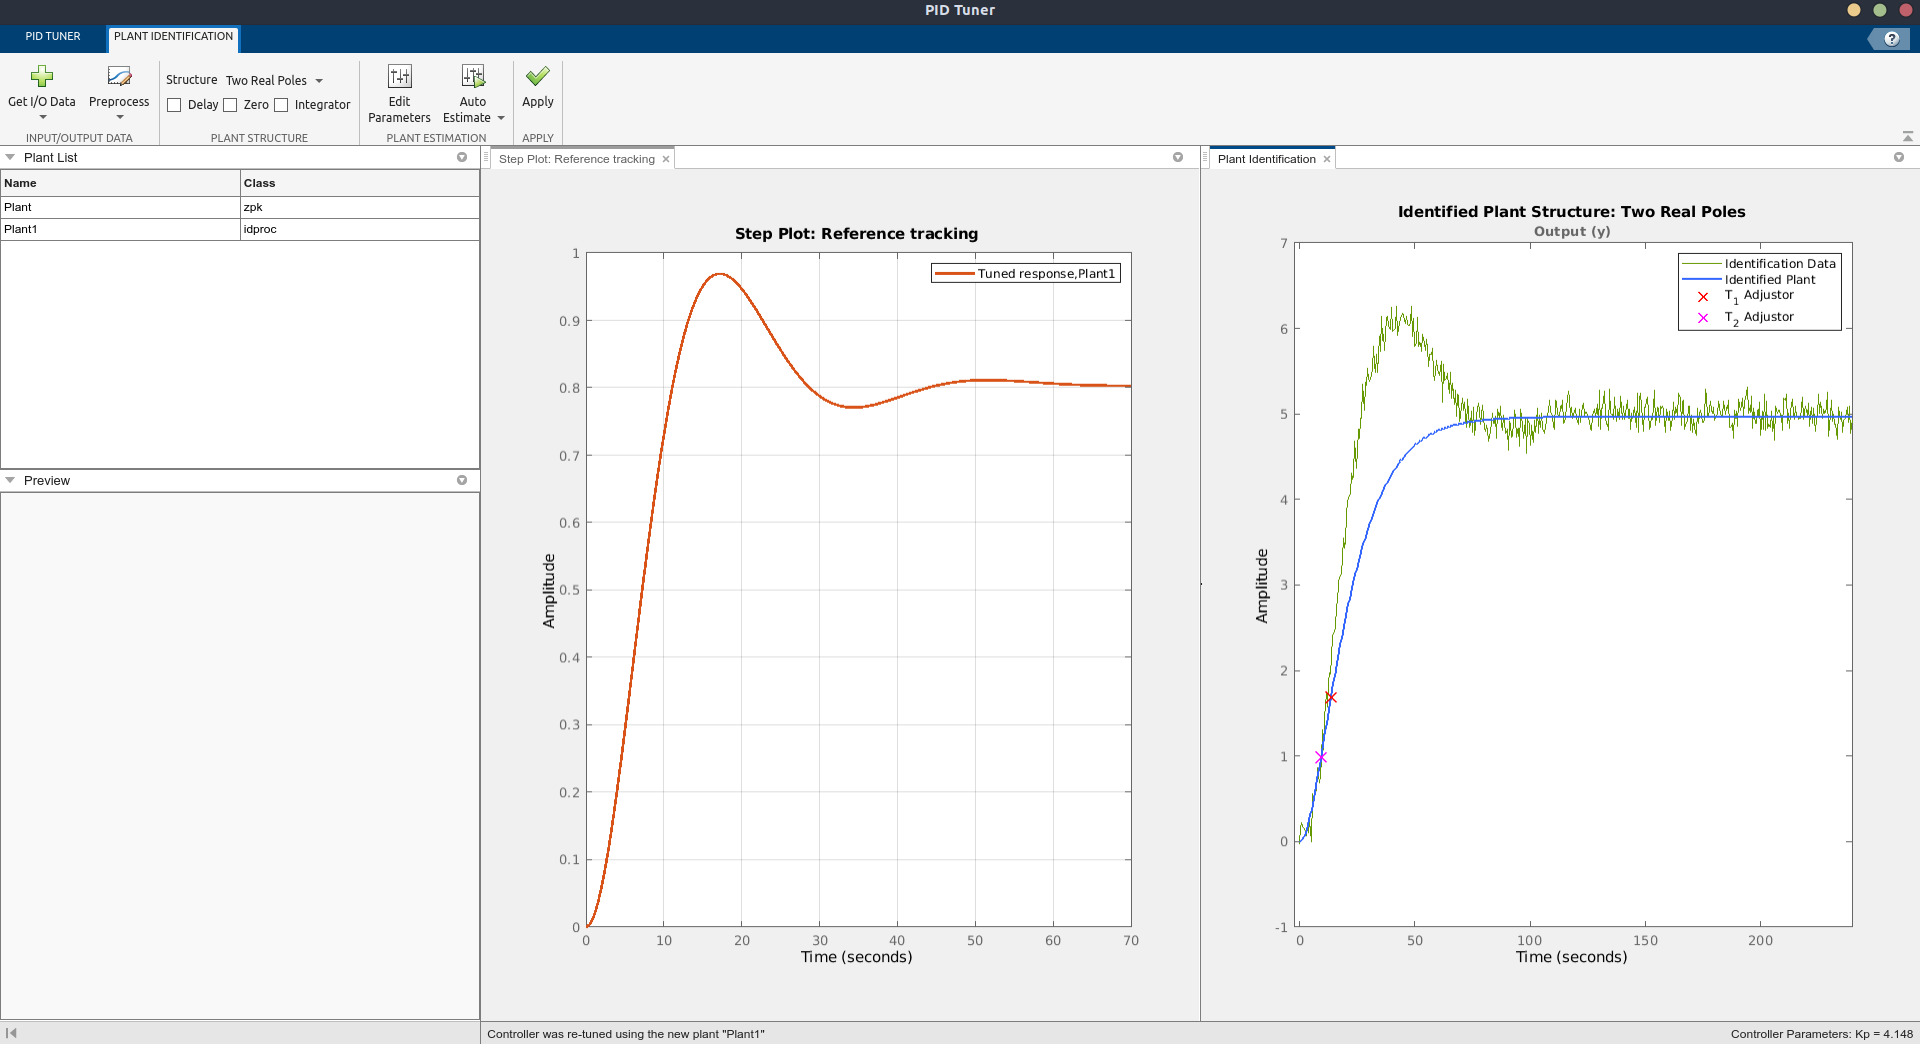 PID Tuner
PID TUNER
PLANT IDENTIFICATION
?
Get I/O Data
Preprocess
INPUT/OUTPUT DATA
Structure Two Real Poles
Delay Zero Integrator
PLANT STRUCTURE
Edit
Parameters
Auto
Estimate
PLANT ESTIMATION
Apply
APPLY
Plant List
Name Class
Plant zpk
Plant1 idproc
Preview
Step Plot: Reference tracking
Step Plot: Reference tracking
Tuned response,Plant1
1
0.9
0.8
0.7
0.6
0.5
0.4
0.3
0.2
0.1
0
Amplitude
0 10 20 30 40 50 60 70
Time (seconds)
Plant Identification
Identified Plant Structure: Two Real Poles
Output (y)
Identification Data
Identified Plant
T1 Adjustor
T2 Adjustor
7
6
5
4
3
2
1
0
-1
Amplitude
0 50 100 150 200
Time (seconds)
Controller was re-tuned using the new plant "Plant1"
Controller Parameters: Kp = 4.148